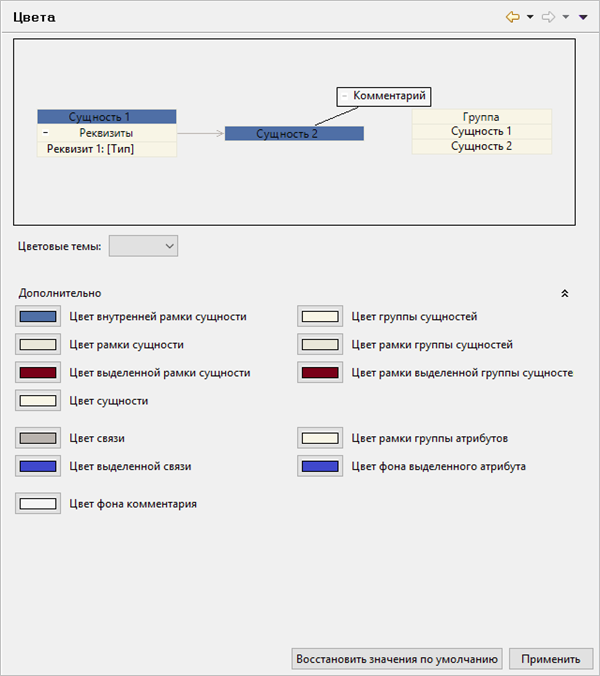 Цвета
Комментарий
Сущность 1
Реквизиты
Реквизит 1: [Тип]
Сущность 2
Группа
Сущность 1
Сущность 2
Цветовые темы:
Дополнительно
Цвет внутренней рамки сущности
Цвет группы сущностей
Цвет рамки сущности
Цвет рамки группы сущностей
Цвет выделенной рамки сущности
Цвет рамки выделенной группы сущносте
Цвет сущности
Цвет связи
Цвет рамки группы атрибутов
Цвет выделенной связи
Цвет фона выделенного атрибута
Цвет фона комментария
Восстановить значения по умолчанию
Применить